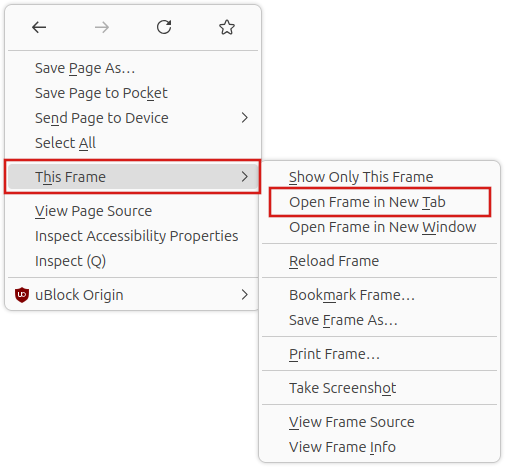 Save Page As…
Save Page to Pocket
Send Page to Device
Select All
This Frame
View Page Source
Inspect Accessibility Properties
Inspect (Q)
uBlock Origin
Show Only This Frame
Open Frame in New Tab
Open Frame in New Window
Reload Frame
Bookmark Frame…
Save Frame As…
Print Frame…
Take Screenshot
View Frame Source
View Frame Info